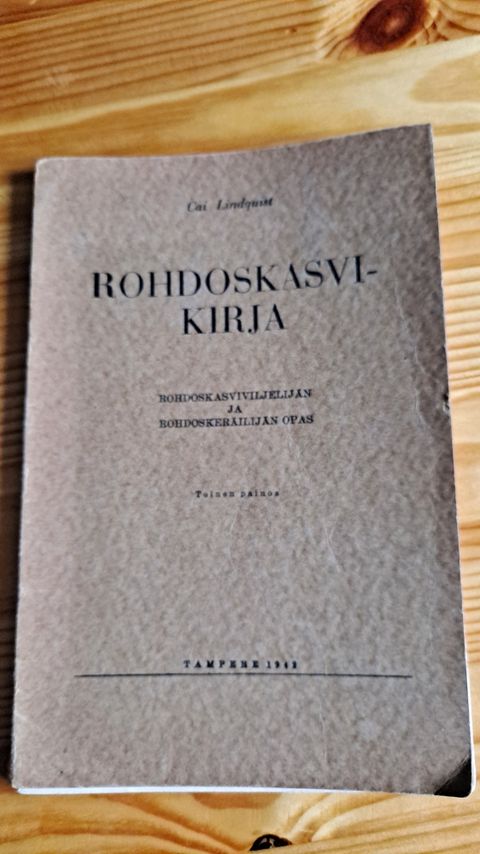 Cai Lindquist
ROHDOSKASVI-
KIRJA
ROHDOSKASVIVILJELIJÄN
JA
ROHDOSKERÄILIJÄN OPAS
Toinen painos
TAMPERE 1942